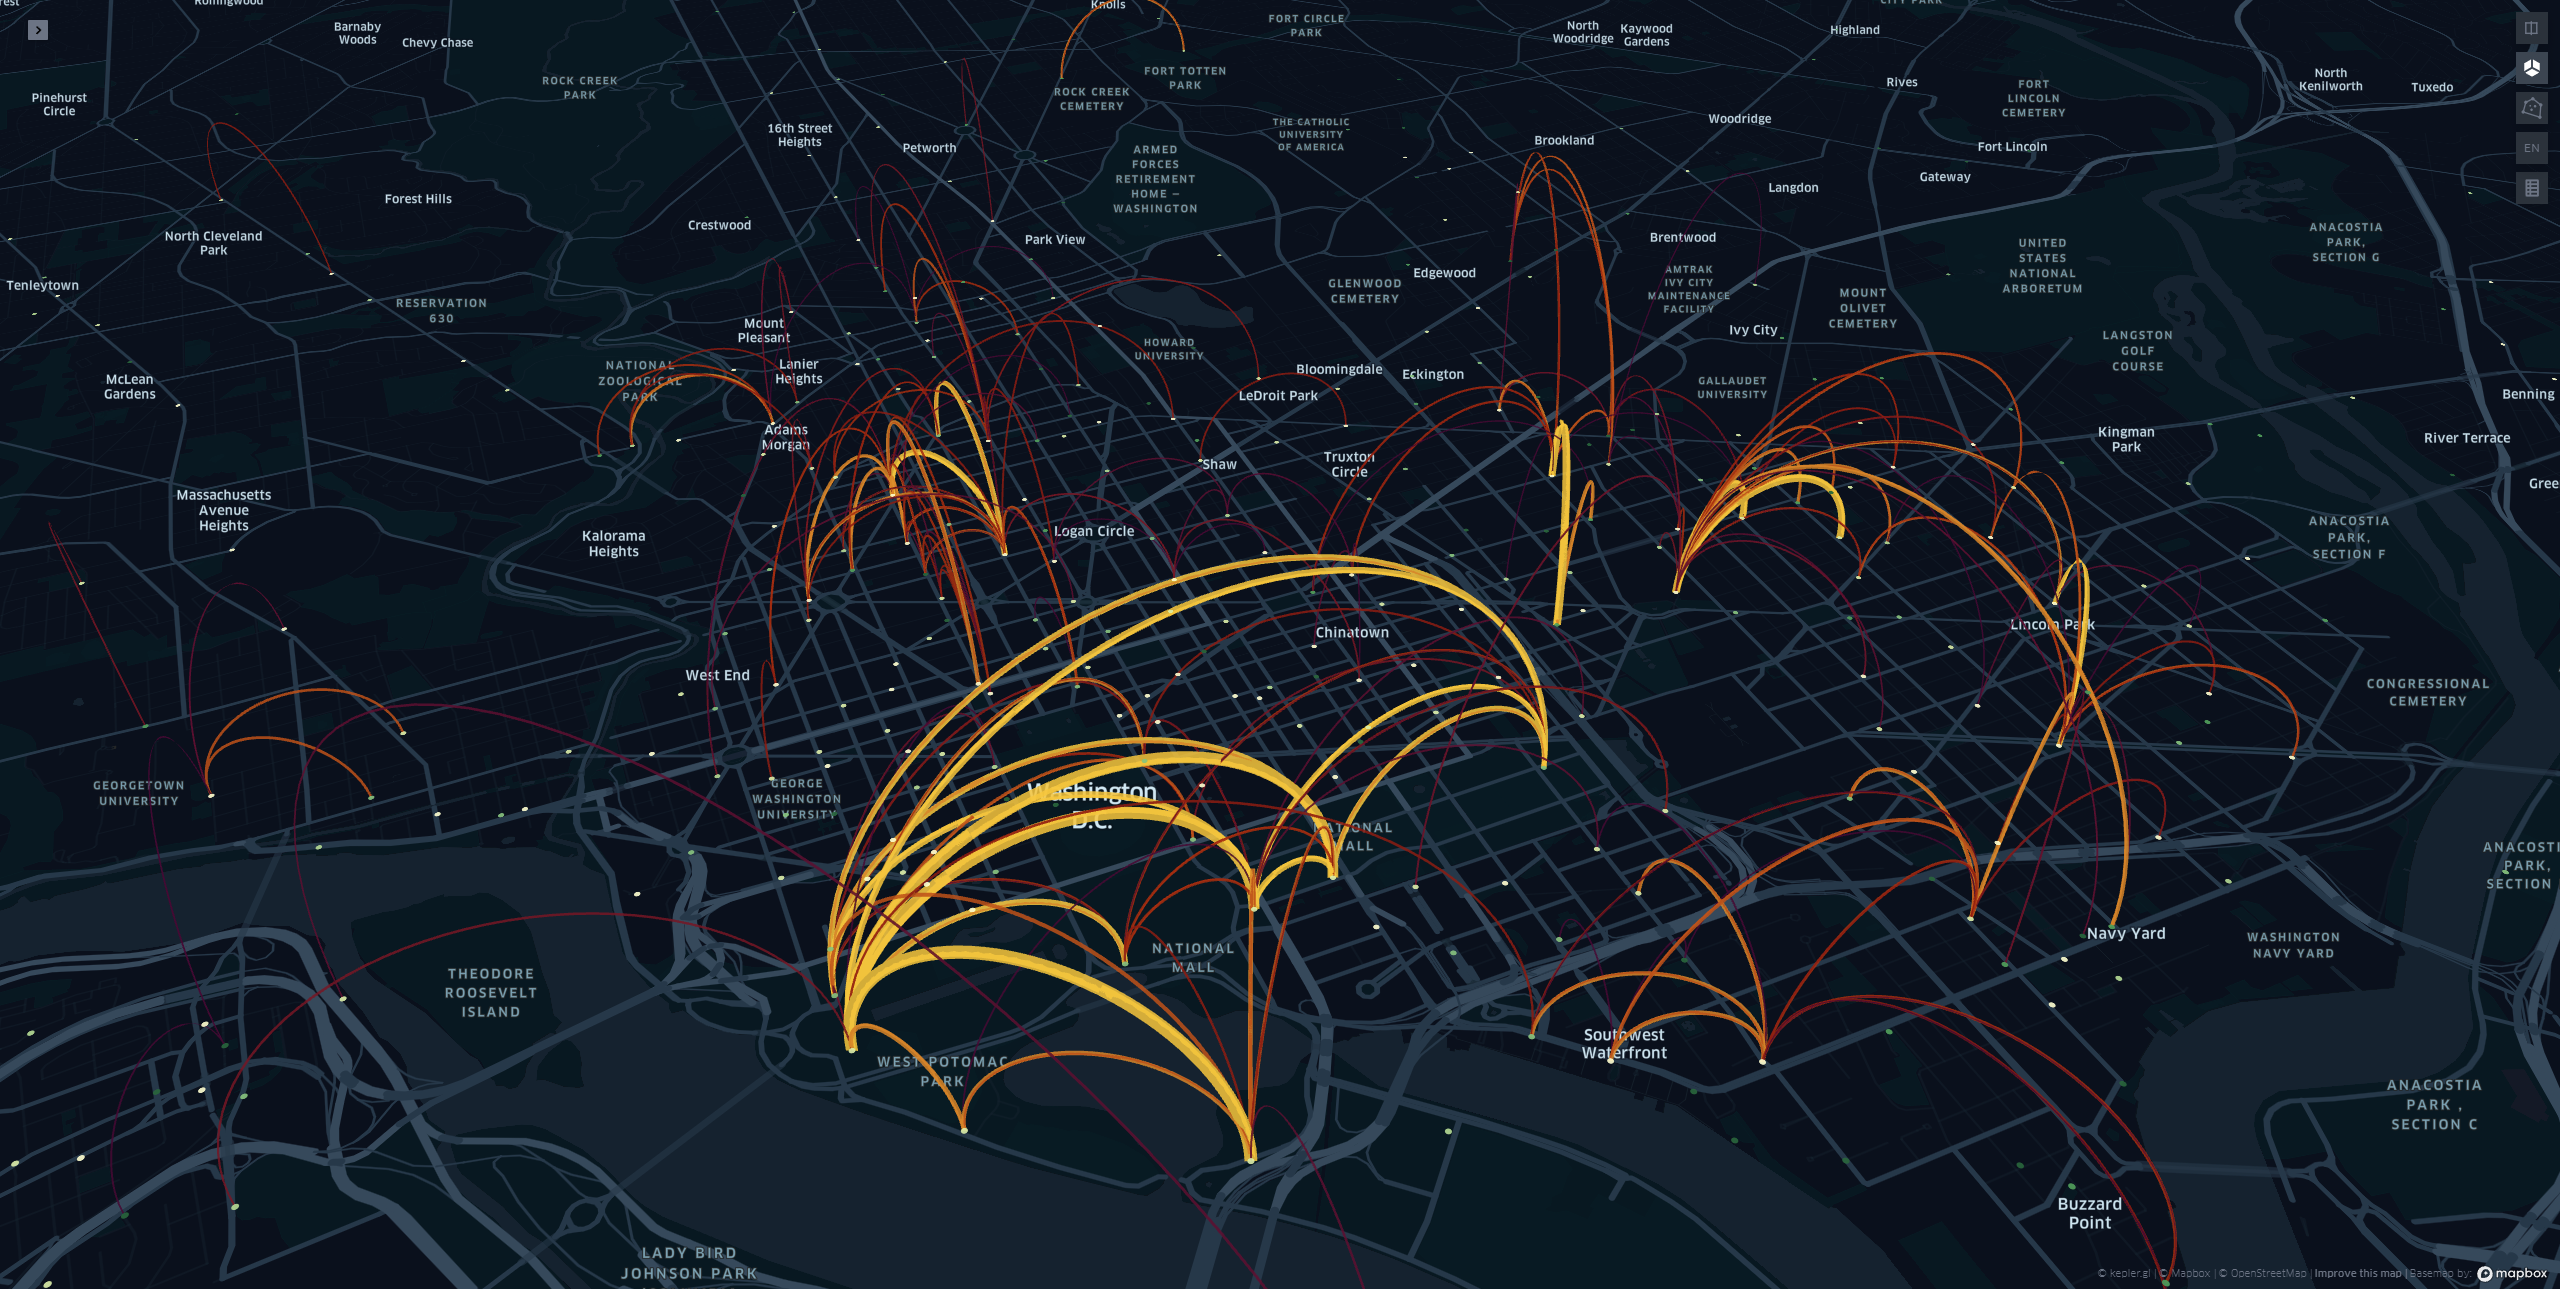 Barnaby
Woods
Chevy Chase
Knolls
FORT CIRCLE
PARK
North
Woodridge
Kaywood
Gardens
Highland
CITY PARK
ROCK CREEK
PARK
FORT TOTTEN
PARK
ROCK CREEK
CEMETERY
Pinehurst
Circle
Rives
FORT
LINCOLN
CEMETERY
North
Kenilworth
Tuxedo
16th Street
Heights
Petworth
THE CATHOLIC
UNIVERSITY
OF AMERICA
Brookland
Woodridge
Fort Lincoln
EN
ARMED
FORCES
RETIREMENT
HOME –
WASHINGTON
Forest Hills
Crestwood
Langdon
Gateway
North Cleveland
Park
Park View
Brentwood
ANACOSTIA
PARK,
SECTION G
UNITED
STATES
NATIONAL
ARBORETUM
Tenleytown
RESERVATION
630
GLENWOOD
CEMETERY
Edgewood
AMTRAK
IVY CITY
MAINTENANCE
FACILITY
MOUNT
OLIVET
CEMETERY
Mount
Pleasant
HOWARD
UNIVERSITY
Ivy City
LANGSTON
GOLF
COURSE
NATIONAL
ZOOLOGICAL
PARK
Lanier
Heights
Bloomingdale
Eckington
GALLAUDET
UNIVERSITY
McLean
Gardens
LeDroit Park
Benning
Adams
Morgan
Shaw
Truxton
Circle
Kingman
Park
River Terrace
Massachusetts
Avenue
Heights
Kalorama
Heights
Logan Circle
ANACOSTIA
PARK,
SECTION F
Chinatown
Lincoln Park
West End
CONGRESSIONAL
CEMETERY
GEORGETOWN
UNIVERSITY
GEORGE
WASHINGTON
UNIVERSITY
Washington
D.C.
NATIONAL
MALL
NATIONAL
MALL
Navy Yard
WASHINGTON
NAVY YARD
THEODORE
ROOSEVELT
ISLAND
WEST POTOMAC
PARK
Southwest
Waterfront
ANACOSTIA
PARK ,
SECTION C
Buzzard
Point
LADY BIRD
JOHNSON PARK
© kepler.gl | © Mapbox | © OpenStreetMap | Improve this map | Basemap by: mapbox